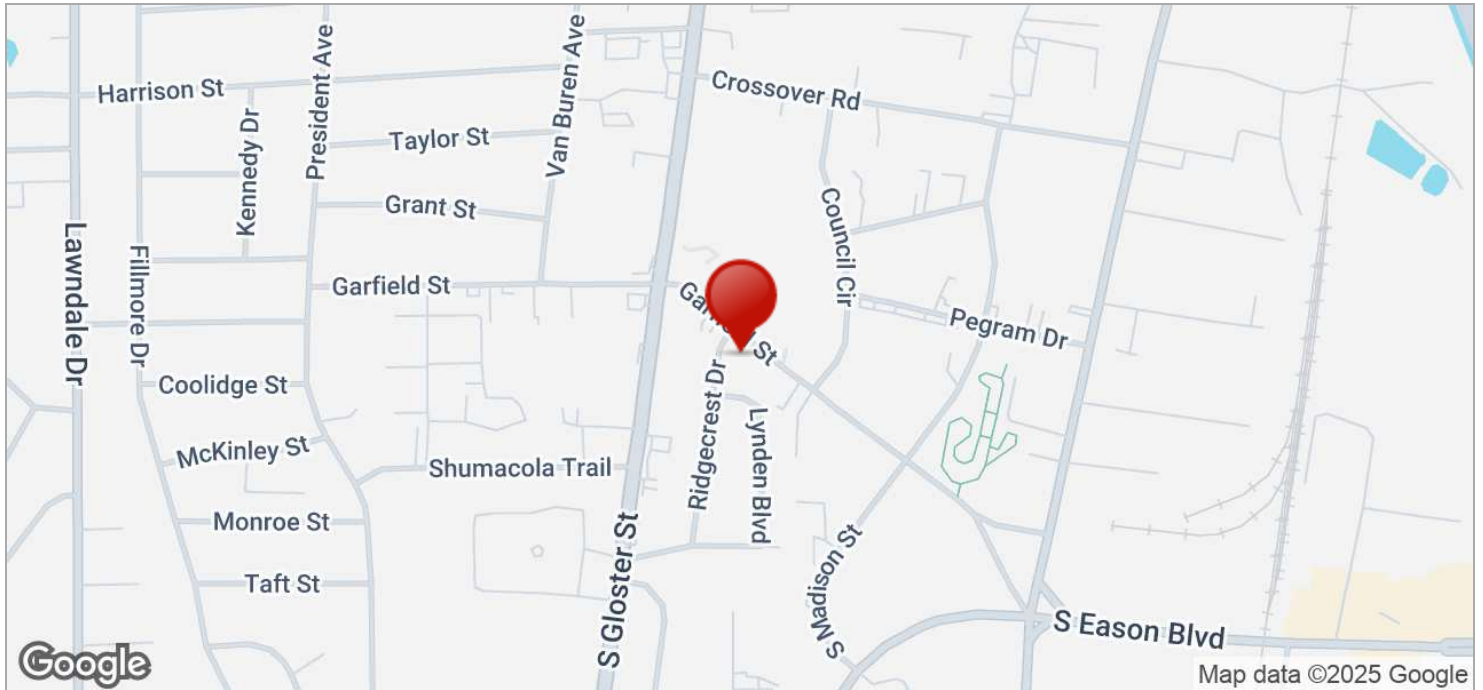 Harrison St
Kennedy Dr
President Ave
Taylor St
Van Buren Ave
Crossover Rd
Grant St
Council Cir
Lawndale Dr
Fillmore Dr
Garfield St
Garfield St
Pegram Dr
Coolidge St
Ridgecrest Dr
Lynden Blvd
McKinley St
Shumacola Trail
Monroe St
Taft St
S Gloster St
S Madison St
S Eason Blvd
Google
Map data ©2025 Google